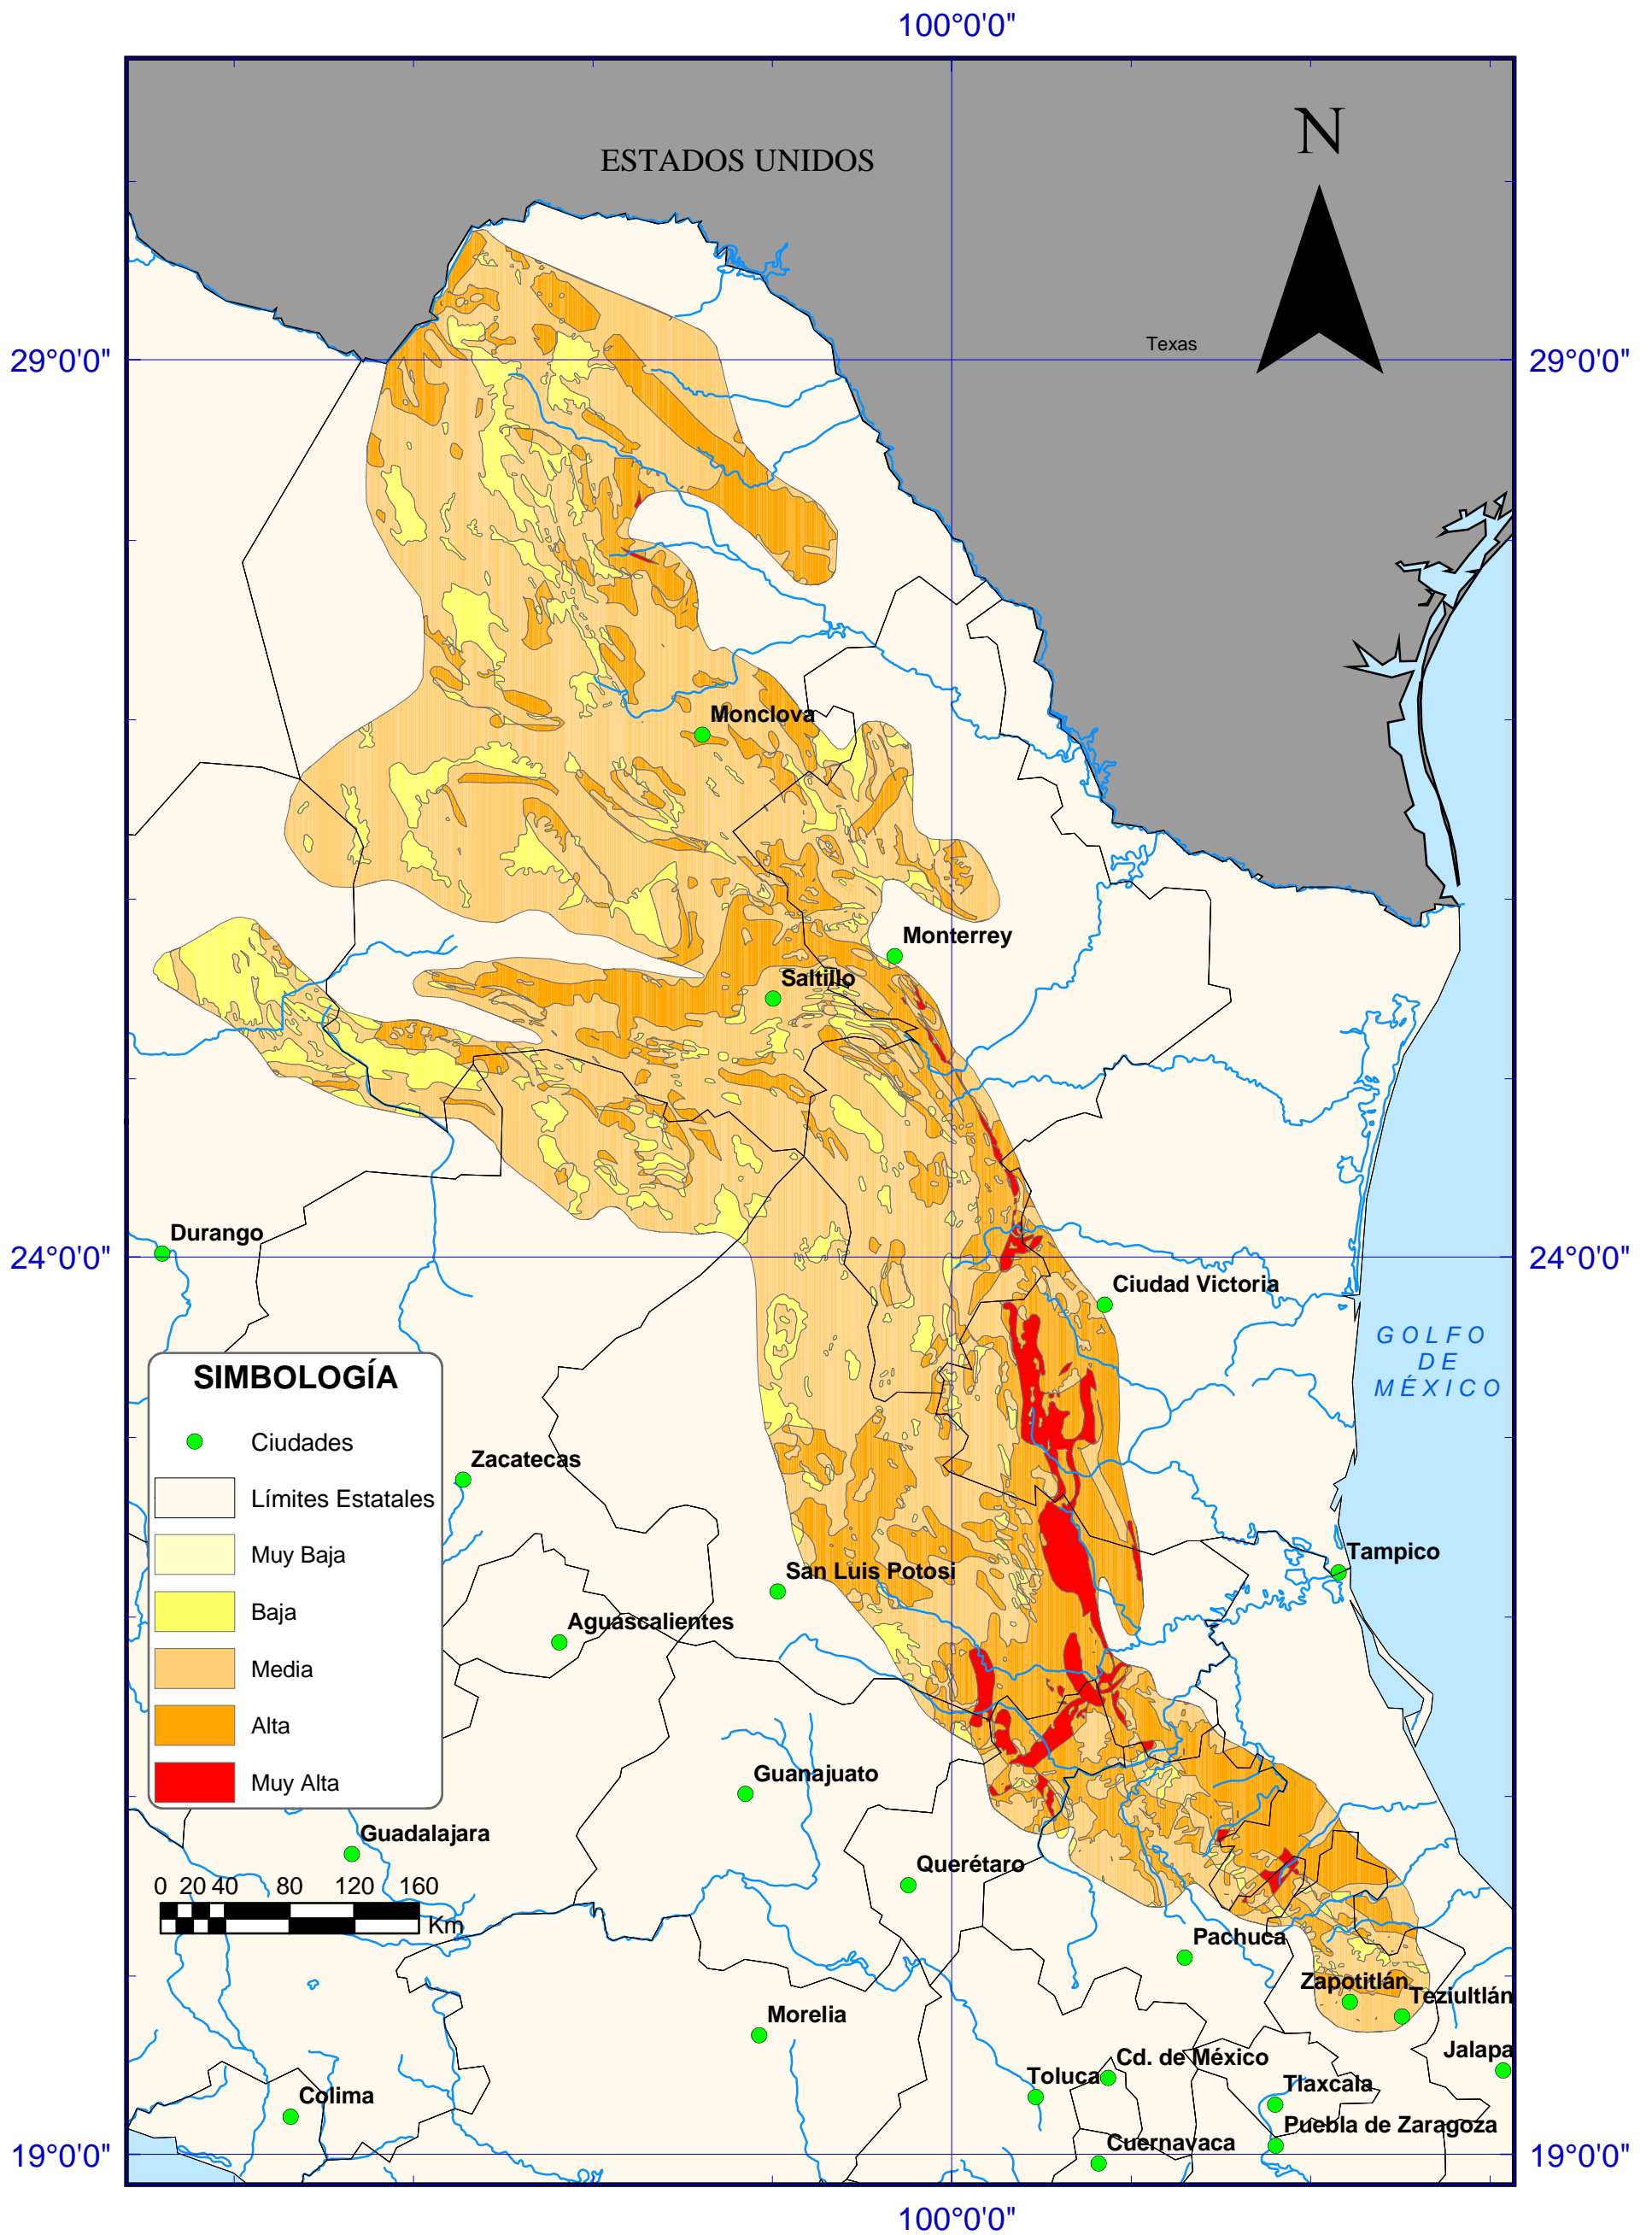 100°0'0"
N
ESTADOS UNIDOS
Texas
29°0'0"
29°0'0"
Monclova
Monterrey
Saltillo
Durango
24°0'0"
24°0'0"
Ciudad Victoria
GOLFO
DE
MÉXICO
SIMBOLOGÍA
Ciudades
Límites Estatales
Muy Baja
Baja
Media
Alta
Muy Alta
Zacatecas
Tampico
San Luis Potosi
Aguascalientes
Guanajuato
Guadalajara
Querétaro
0 20 40 80 120 160
Km
Pachuca
Zapotitlán
Teziultlán
Morelia
Jalapa
Cd. de México
Toluca
Tlaxcala
Colima
Puebla de Zaragoza
Cuernavaca
19°0'0"
19°0'0"
100°0'0"